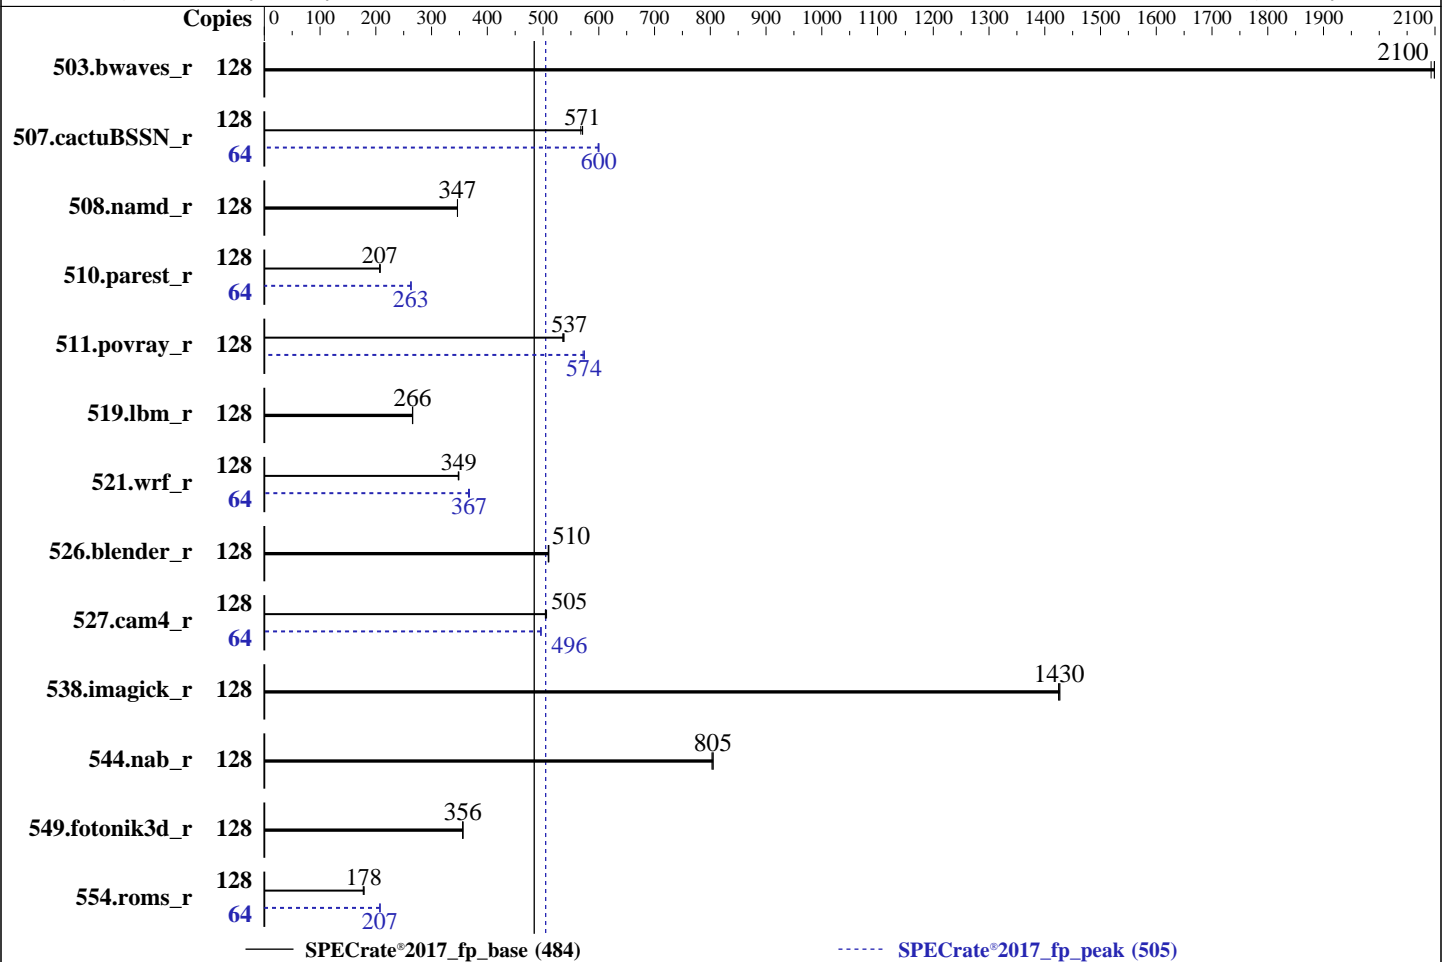 Copies 0 100 200 300 400 500 600 700 800 900 1000 1100 1200 1300 1400 1500 1600 1700 1800 1900 2100
503.bwaves_r 128 2100
507.cactuBSSN_r 128 571
64 600
508.namd_r 128 347
510.parest_r 128 207
64 263
511.povray_r 128 537
574
519.lbm_r 128 266
521.wrf_r 128 349
64 367
526.blender_r 128 510
527.cam4_r 128 505
64 496
538.imagick_r 128 1430
544.nab_r 128 805
549.fotonik3d_r 128 356
554.roms_r 128 178
64 207
SPECrate®2017_fp_base (484) SPECrate®2017_fp_peak (505)